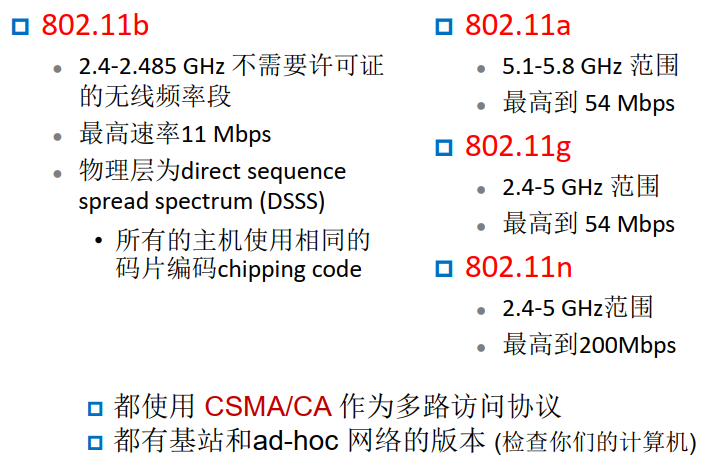 802.11b
2.4-2.485 GHz 不需要许可证
的无线频率段
最高速率11 Mbps
物理层为direct sequence
spread spectrum (DSSS)
所有的主机使用相同的
码片编码chipping code
802.11a
5.1-5.8 GHz 范围
最高到 54 Mbps
802.11g
2.4-5 GHz 范围
最高到 54 Mbps
802.11n
2.4-5 GHz范围
最高到200Mbps
都使用 CSMA/CA 作为多路访问协议
都有基站和ad-hoc 网络的版本 (检查你们的计算机)